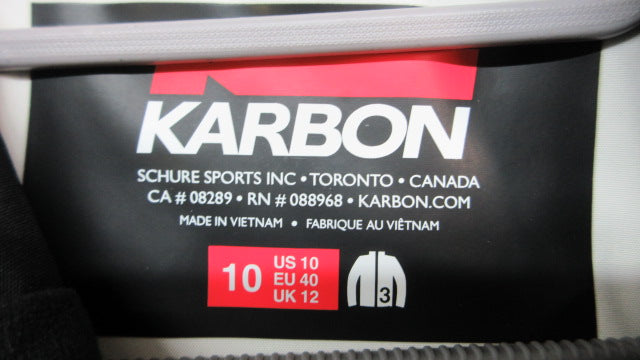 KARBON
SCHURE SPORTS INC • TORONTO • CANADA
CA # 08289 • RN # 088968 • KARBON.COM
MADE IN VIETNAM • FABRIQUE AU VIÊTNAM
10
US 10
EU 40
UK 12
3